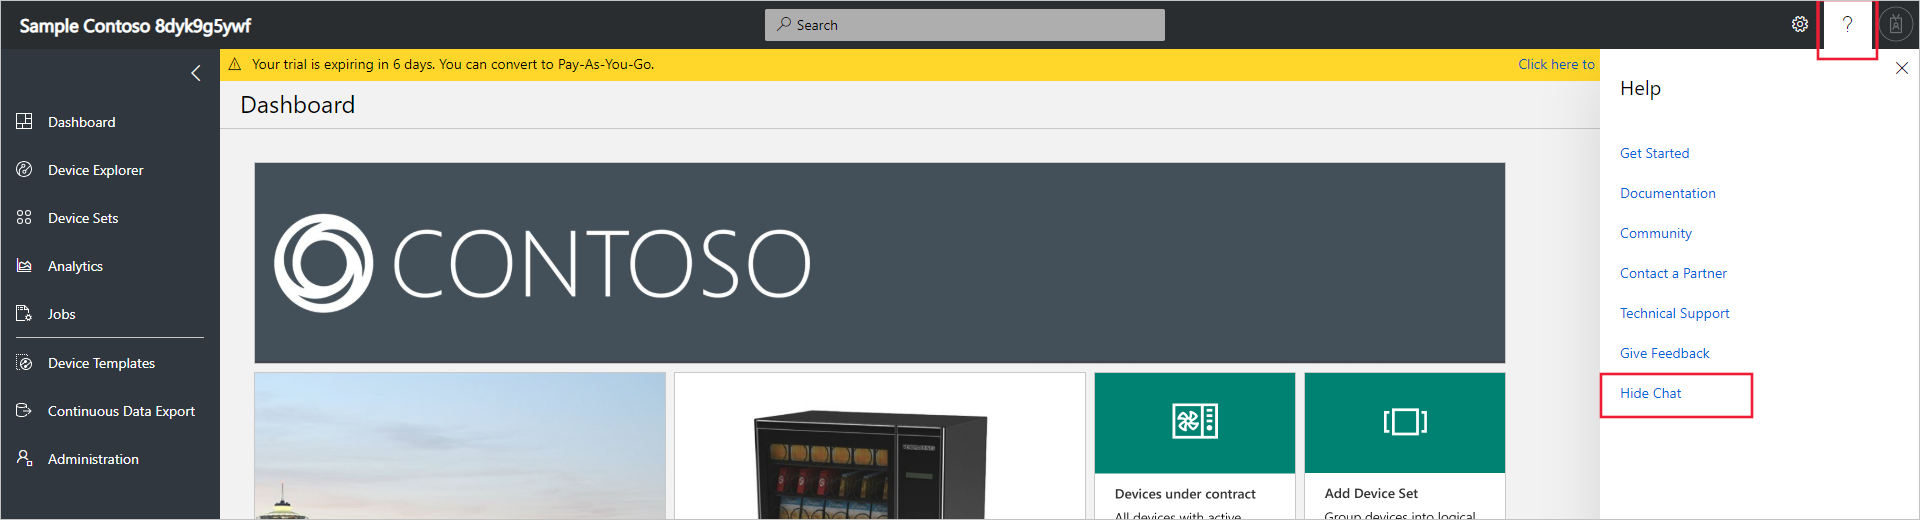 Sample Contoso 8dyk9g5ywf
Search
?
Your trial is expiring in 6 days. You can convert to Pay-As-You-Go.
Click here to
Dashboard
Device Explorer
Device Sets
Analytics
Jobs
Device Templates
Continuous Data Export
Administration
Dashboard
CONTOSO
Devices under contract
All devices with active
Add Device Set
Group devices into logical
Help
Get Started
Documentation
Community
Contact a Partner
Technical Support
Give Feedback
Hide Chat